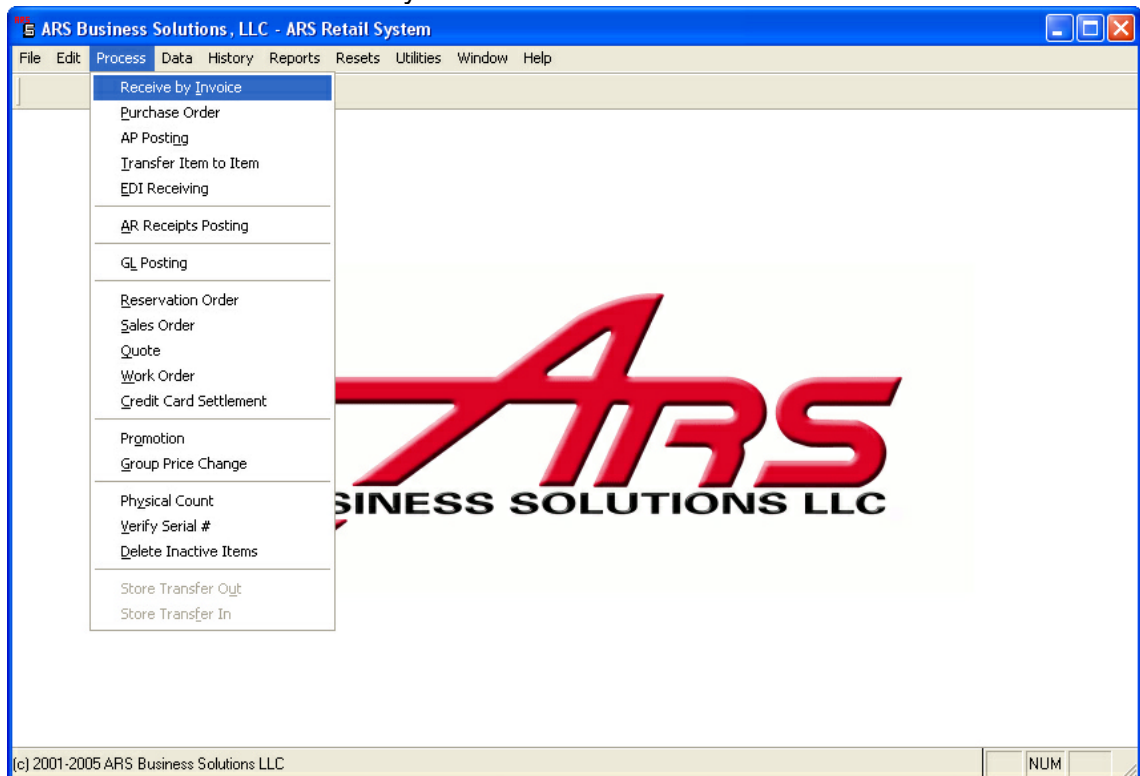 ARS Business Solutions, LLC - ARS Retail System
File Edit Process Data History Reports Resets Utilities Window Help
Receive by Invoice
Purchase Order
AP Posting
Transfer Item to Item
EDI Receiving
AR Receipts Posting
GL Posting
Reservation Order
Sales Order
Quote
Work Order
Credit Card Settlement
Promotion
Group Price Change
Physical Count
Verify Serial #
Delete Inactive Items
Store Transfer Out
Store Transfer In
ARS
SINESS SOLUTIONS LLC
(c) 2001-2005 ARS Business Solutions LLC NUM